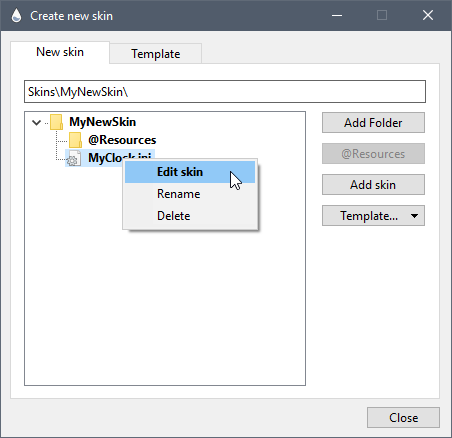 Create new skin
New skin
Template
Skins\MyNewSkin\
MyNewSkin
Add Folder
@Resources
@Resources
MyClock.ini
Edit skin
Add skin
Rename
Delete
Template...
Close